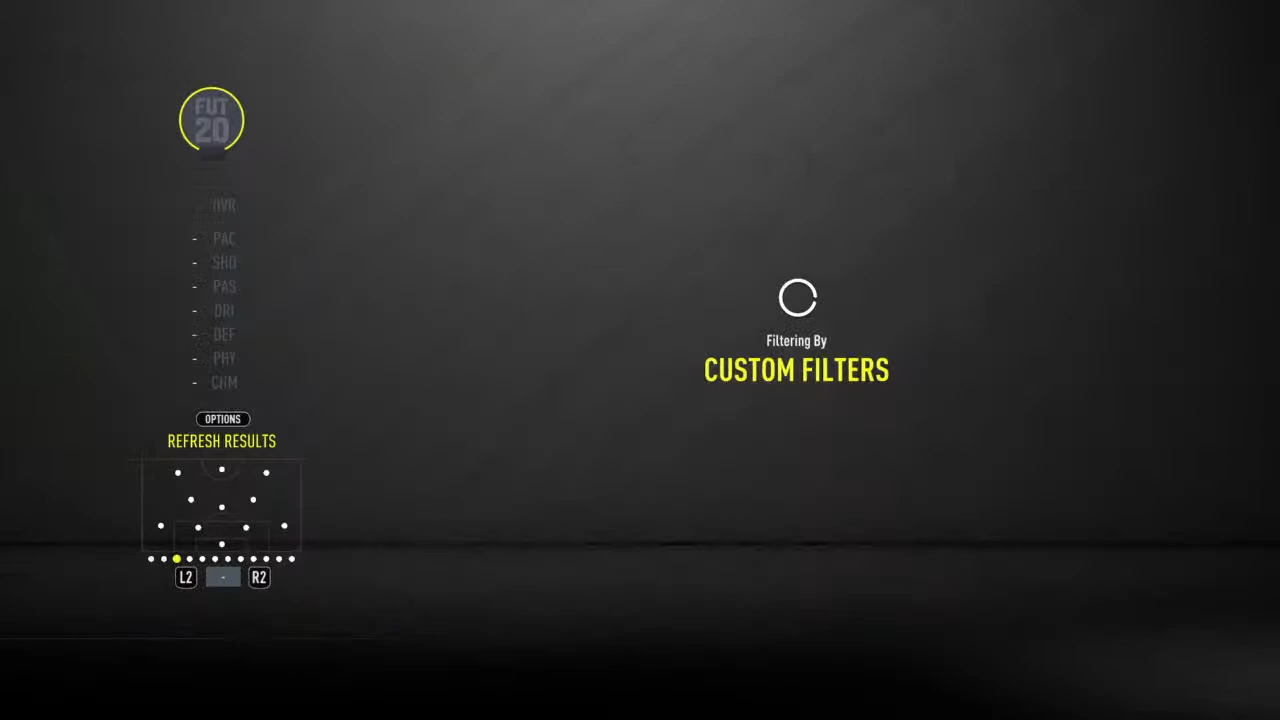 FUT
20
OVR
- PAC
- SHO
- PAS
- DRI
- DEF
- PHY
- CHM
OPTIONS
REFRESH RESULTS
L2 - R2
Filtering By
CUSTOM FILTERS